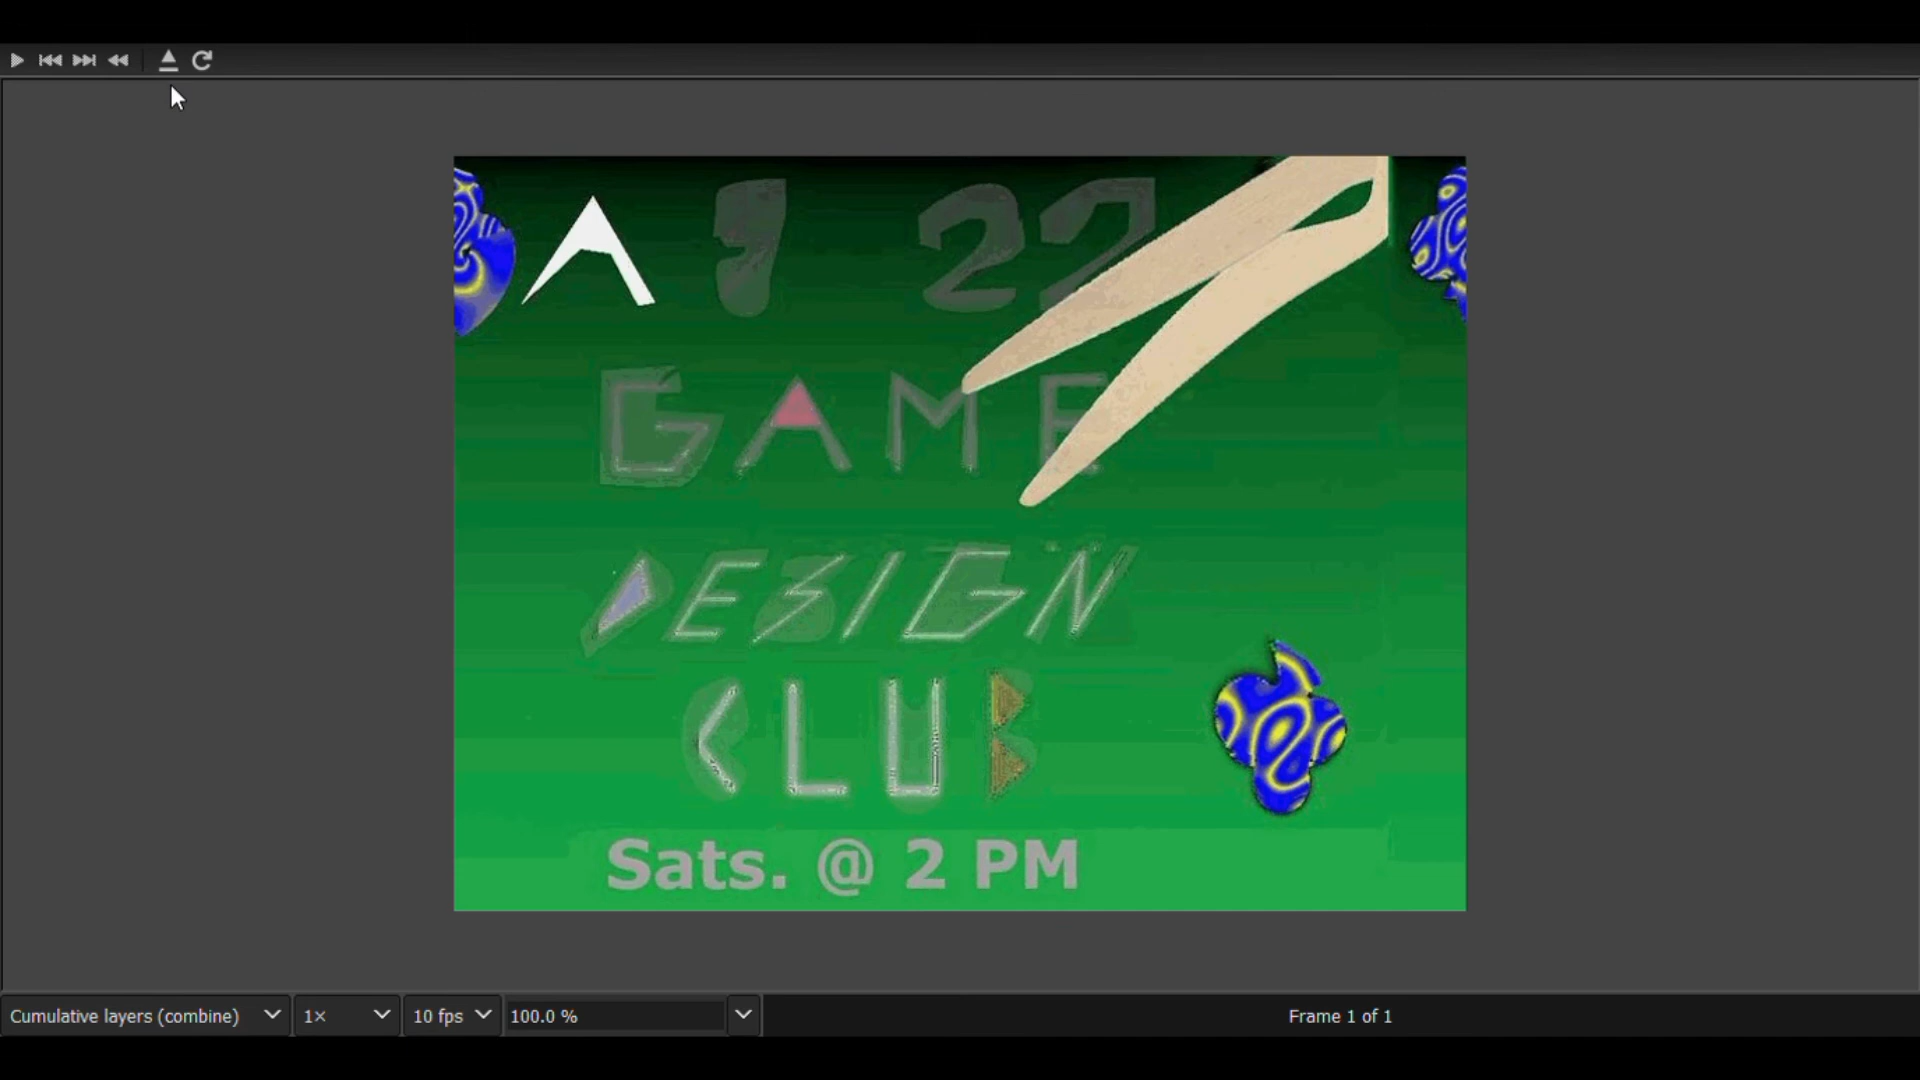 22
GAME
DESIGN
CLUB
Sats. @ 2 PM
Cumulative layers (combine)
1×
10 fps
100.0 %
Frame 1 of 1